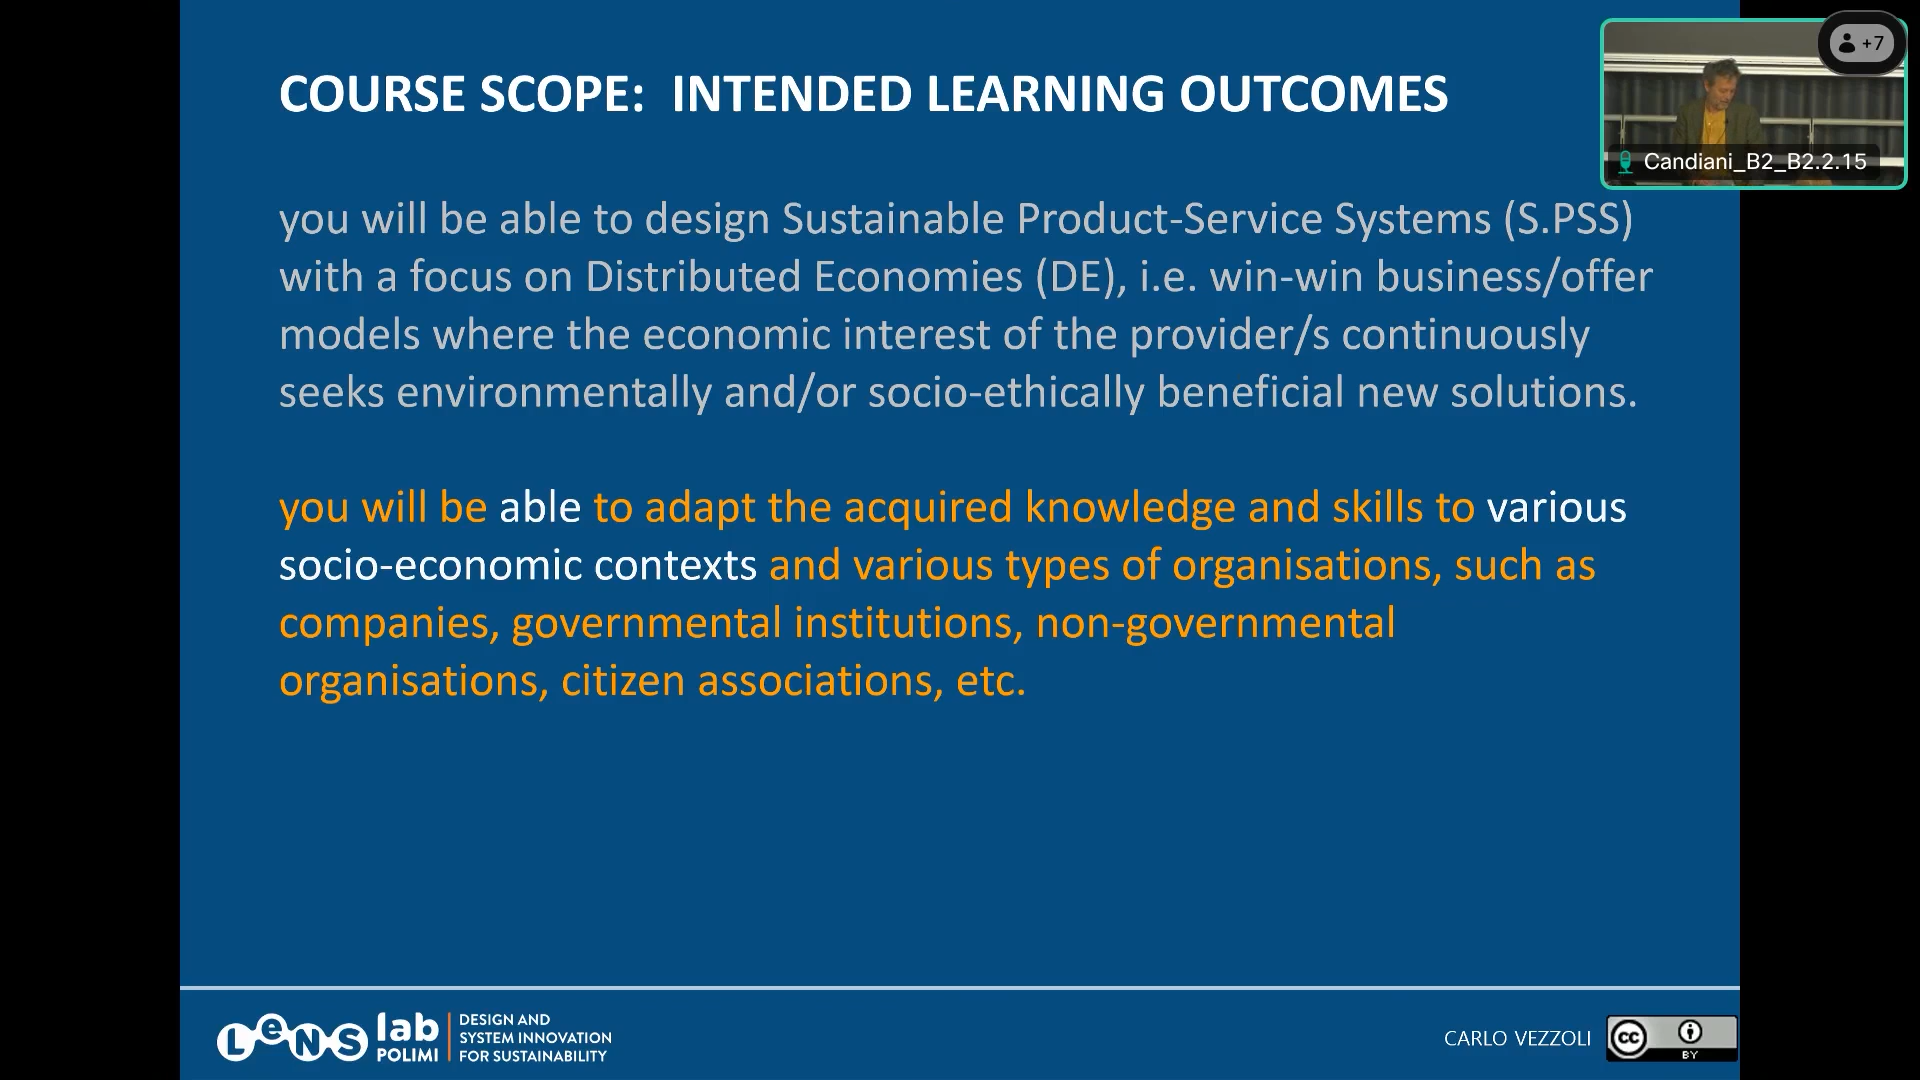 COURSE SCOPE: INTENDED LEARNING OUTCOMES
+7
Candiani_B2_B2.2.15
you will be able to design Sustainable Product-Service Systems (S.PSS)
with a focus on Distributed Economies (DE), i.e. win-win business/offer
models where the economic interest of the provider/s continuously
seeks environmentally and/or socio-ethically beneficial new solutions.
you will be able to adapt the acquired knowledge and skills to various
socio-economic contexts and various types of organisations, such as
companies, governmental institutions, non-governmental
organisations, citizen associations, etc.
LeNS lab
POLIMI
DESIGN AND
SYSTEM INNOVATION
FOR SUSTAINABILITY
CARLO VEZZOLI
cc
BY